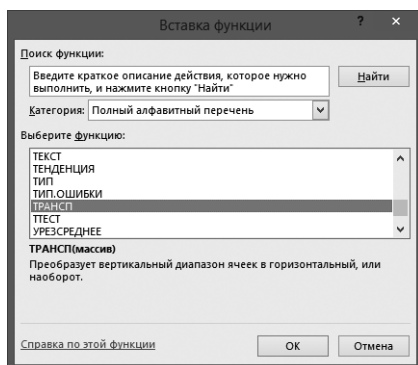 Вставка функции
? ×
Поиск функции:
Введите краткое описание действия, которое нужно
выполнить, и нажмите кнопку "Найти"
Найти
Категория: Полный алфавитный перечень
Выберите функцию:
ТЕКСТ
ТЕНДЕНЦИЯ
ТИП
ТИП.ОШИБКИ
ТРАНСП
ТТЕСТ
УРЕЗСРЕДНЕЕ
ТРАНСП(массив)
Преобразует вертикальный диапазон ячеек в горизонтальный, или
наоборот.
Справка по этой функции
ОК
Отмена